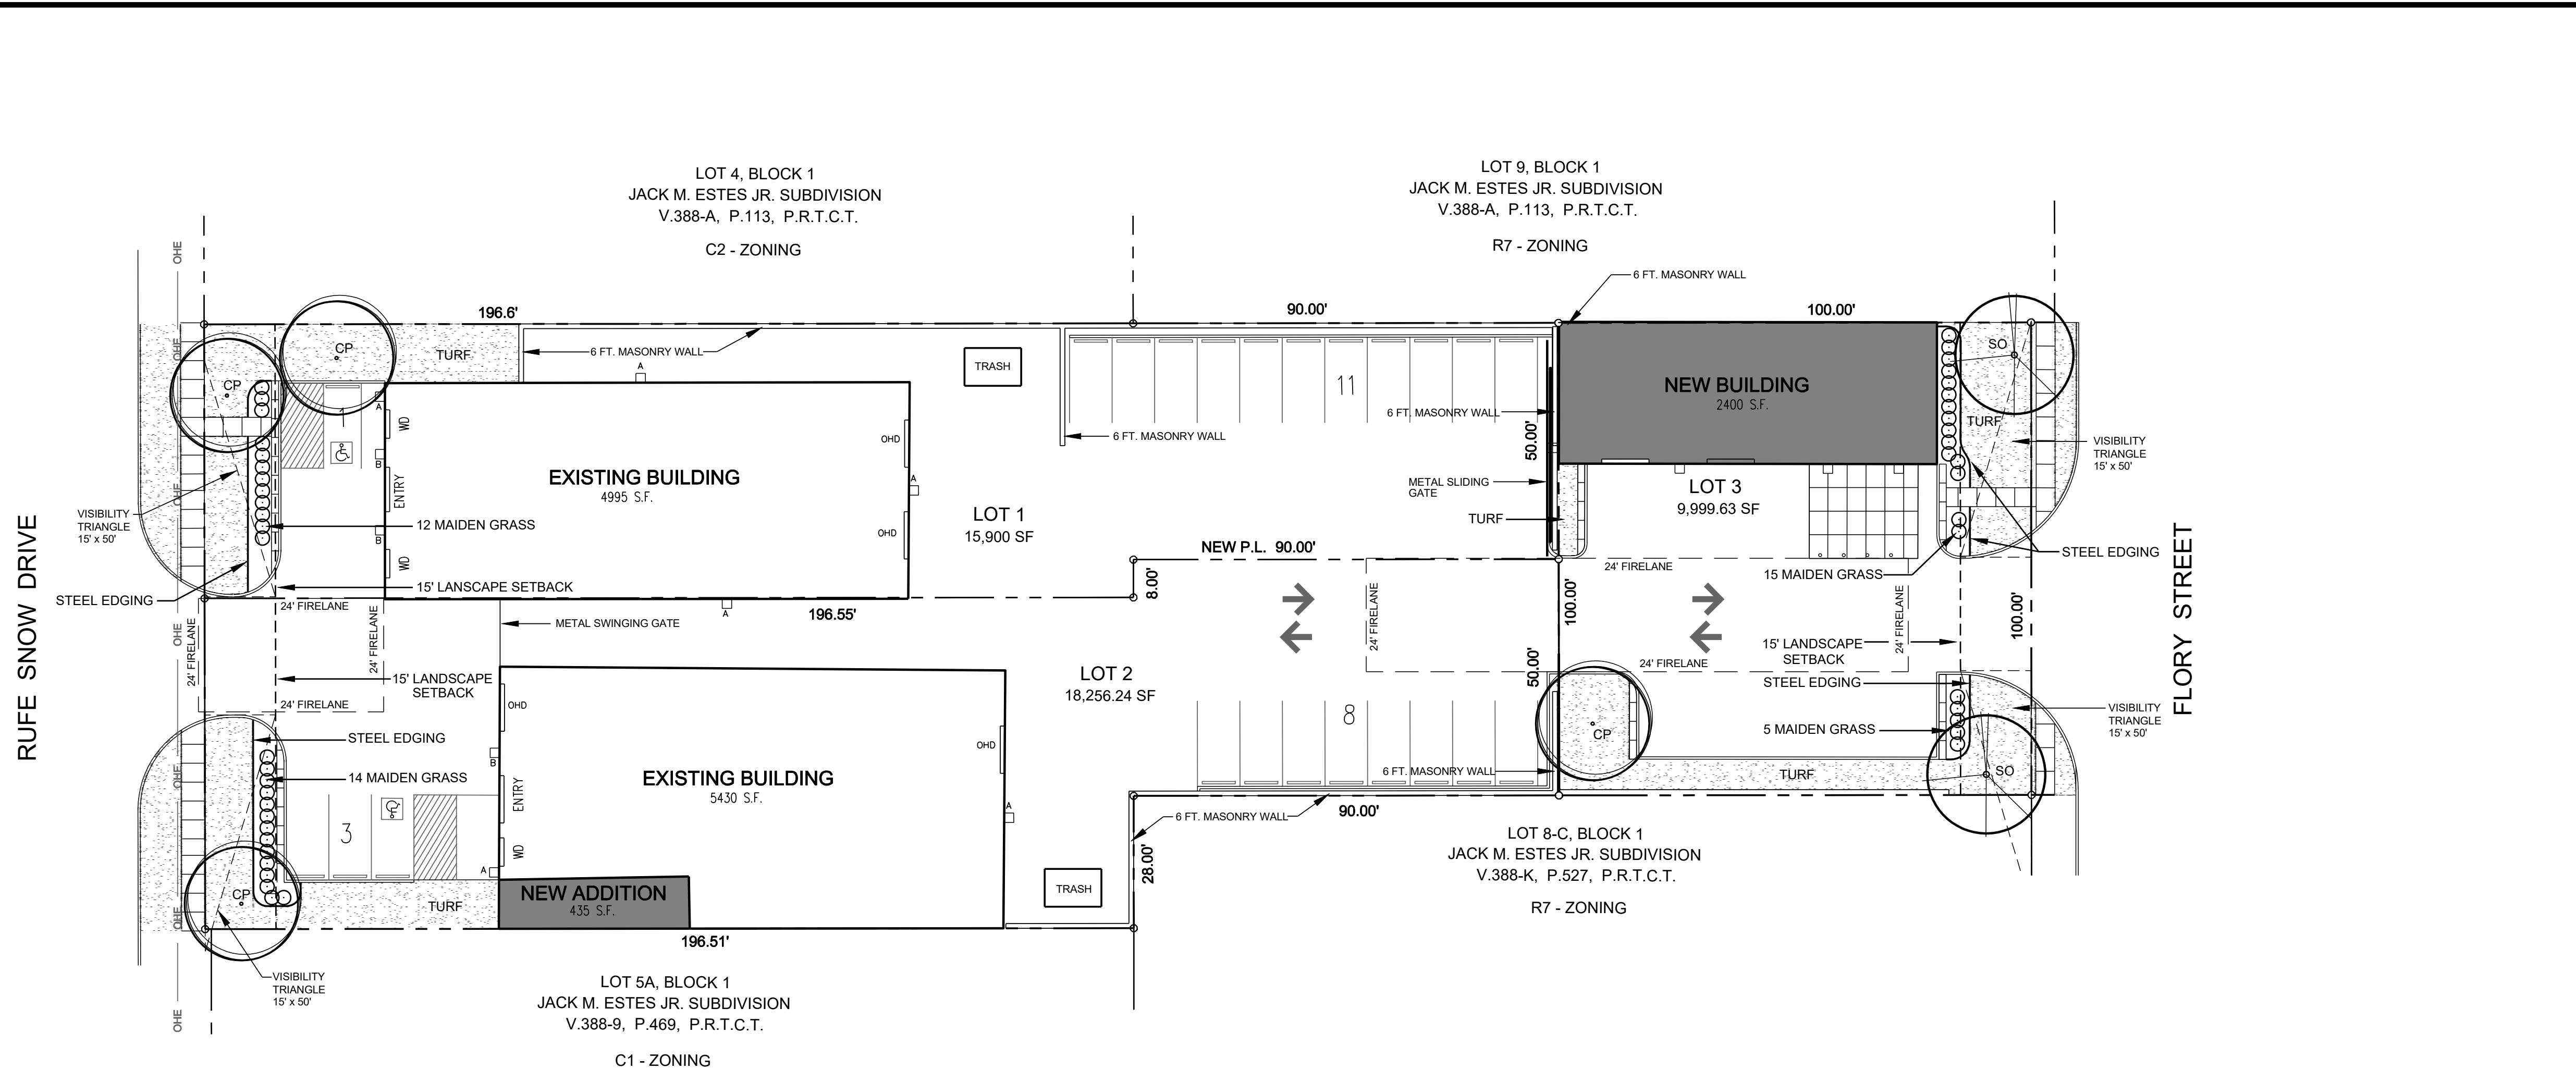 LOT 4, BLOCK 1
JACK M. ESTES JR. SUBDIVISION
V.388-A, P.113, P.R.T.C.T.
C2 - ZONING
LOT 9, BLOCK 1
JACK M. ESTES JR. SUBDIVISION
V.388-A, P.113, P.R.T.C.T.
R7 - ZONING
6 FT. MASONRY WALL
196.6'
90.00'
100.00'
OHE
OHE
OHE
OHE
OHE
OHE
OHE
CP
CP
TURF
6 FT. MASONRY WALL
TRASH
A
11
6 FT. MASONRY WALL
6 FT. MASONRY WALL
50.00'
NEW BUILDING
2400 S.F.
SO
TURF
VISIBILITY
TRIANGLE
15' x 50'
A
WD
B
ENTRY
B
WD
OHD
OHD
A
EXISTING BUILDING
4995 S.F.
LOT 1
15,900 SF
METAL SLIDING
GATE
TURF
LOT 3
9,999.63 SF
VISIBILITY
TRIANGLE
15' x 50'
12 MAIDEN GRASS
15' LANSCAPE SETBACK
STEEL EDGING
STEEL EDGING
NEW P.L. 90.00'
8.00'
24' FIRELANE
15 MAIDEN GRASS
RUFE SNOW DRIVE
FLORY STREET
24' FIRELANE
24' FIRELANE
24' FIRELANE
24' FIRELANE
A
196.55'
METAL SWINGING GATE
24' FIRELANE
100.00'
24' FIRELANE
100.00'
15' LANDSCAPE
SETBACK
15' LANDSCAPE
SETBACK
24' FIRELANE
50.00'
LOT 2
18,256.24 SF
STEEL EDGING
STEEL EDGING
OHD
OHD
B
ENTRY
WD
A
14 MAIDEN GRASS
3
EXISTING BUILDING
5430 S.F.
A
8
CP
5 MAIDEN GRASS
VISIBILITY
TRIANGLE
15' x 50'
6 FT. MASONRY WALL
TURF
SO
90.00'
6 FT. MASONRY WALL
28.00'
TRASH
CP
TURF
NEW ADDITION
435 S.F.
196.51'
VISIBILITY
TRIANGLE
15' x 50'
LOT 8-C, BLOCK 1
JACK M. ESTES JR. SUBDIVISION
V.388-K, P.527, P.R.T.C.T.
R7 - ZONING
LOT 5A, BLOCK 1
JACK M. ESTES JR. SUBDIVISION
V.388-9, P.469, P.R.T.C.T.
C1 - ZONING